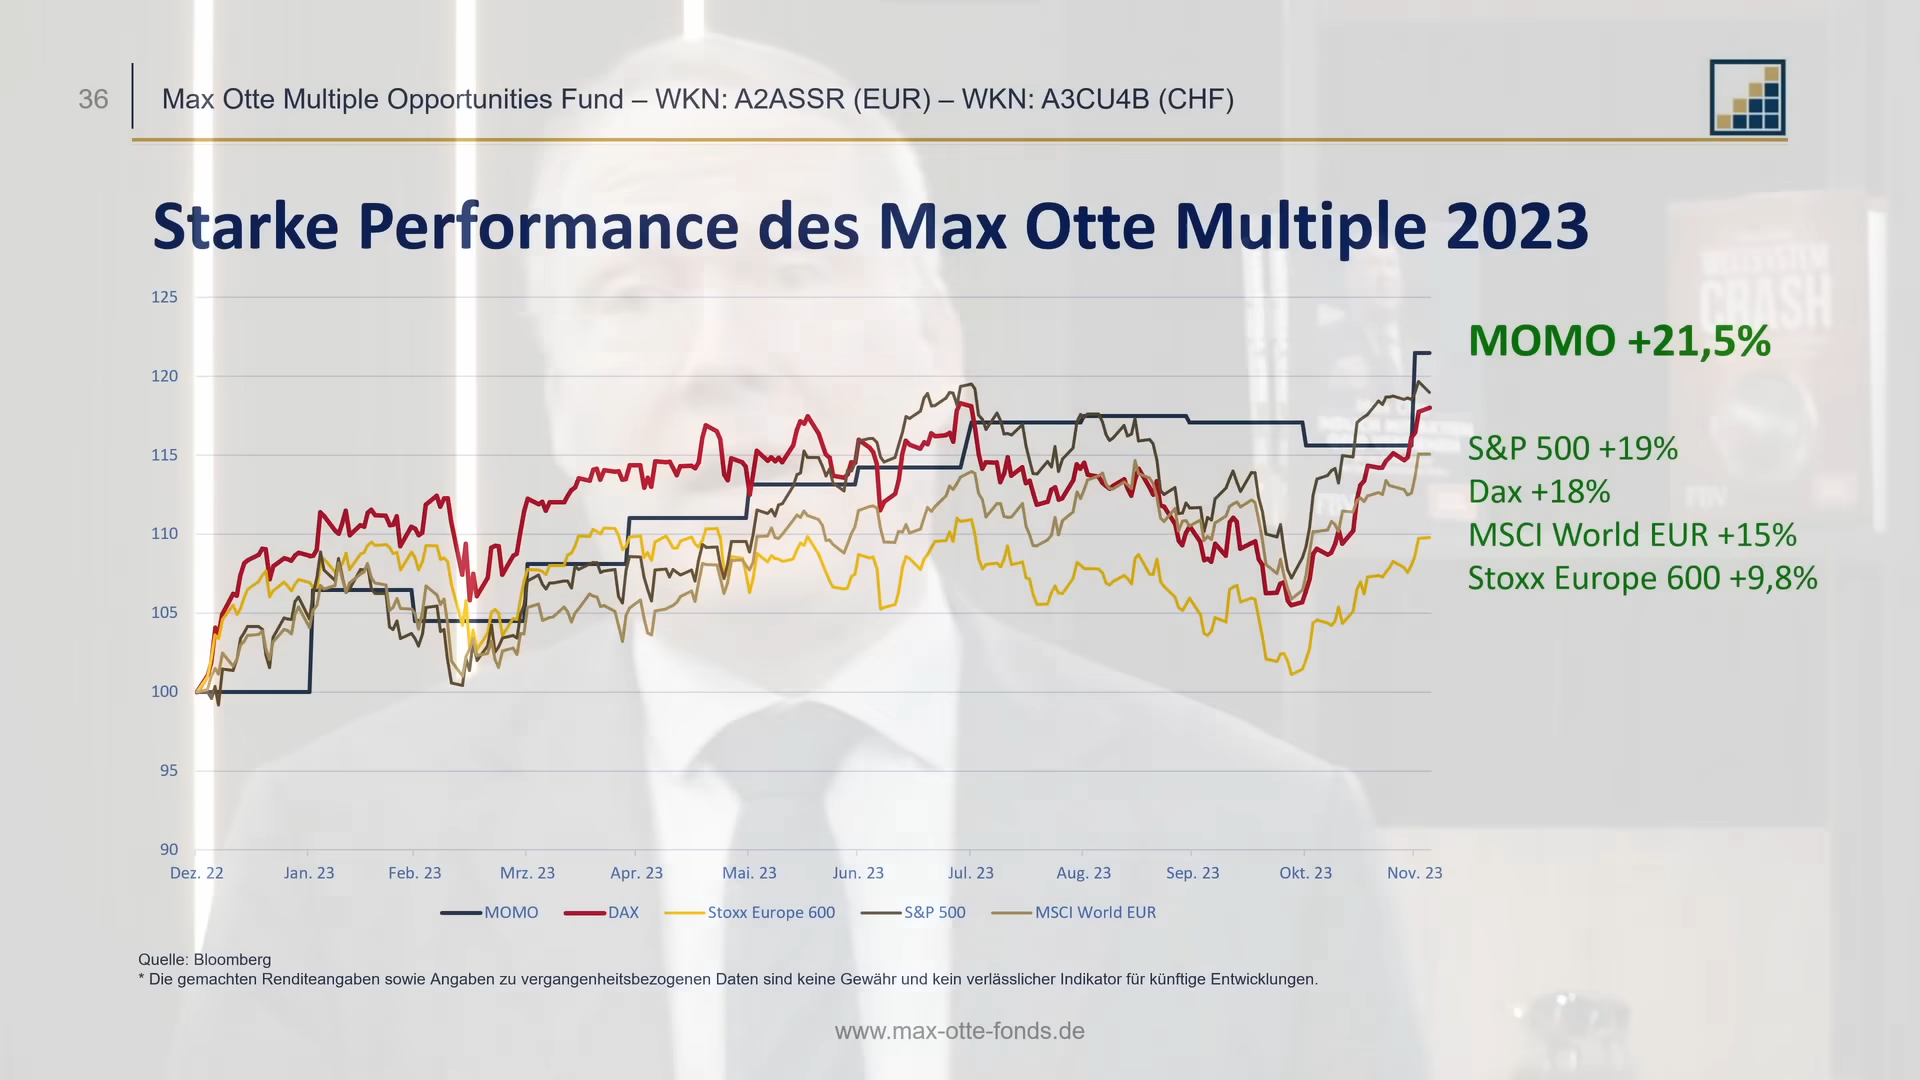 36
Max Otte Multiple Opportunities Fund – WKN: A2ASSR (EUR) – WKN: A3CU4B (CHF)
Starke Performance des Max Otte Multiple 2023
125
120
115
110
105
100
95
90
Dez. 22 Jan. 23 Feb. 23 Mrz. 23 Apr. 23 Mai. 23 Jun. 23 Jul. 23 Aug. 23 Sep. 23 Okt. 23 Nov. 23
MOMO DAX Stoxx Europe 600 S&P 500 MSCI World EUR
MOMO +21,5%
S&P 500 +19%
Dax +18%
MSCI World EUR +15%
Stoxx Europe 600 +9,8%
WELTSYSTEM
CRASH
Quelle: Bloomberg
* Die gemachten Renditeangaben sowie Angaben zu vergangenheitsbezogenen Daten sind keine Gewähr und kein verlässlicher Indikator für künftige Entwicklungen.
www.max-otte-fonds.de